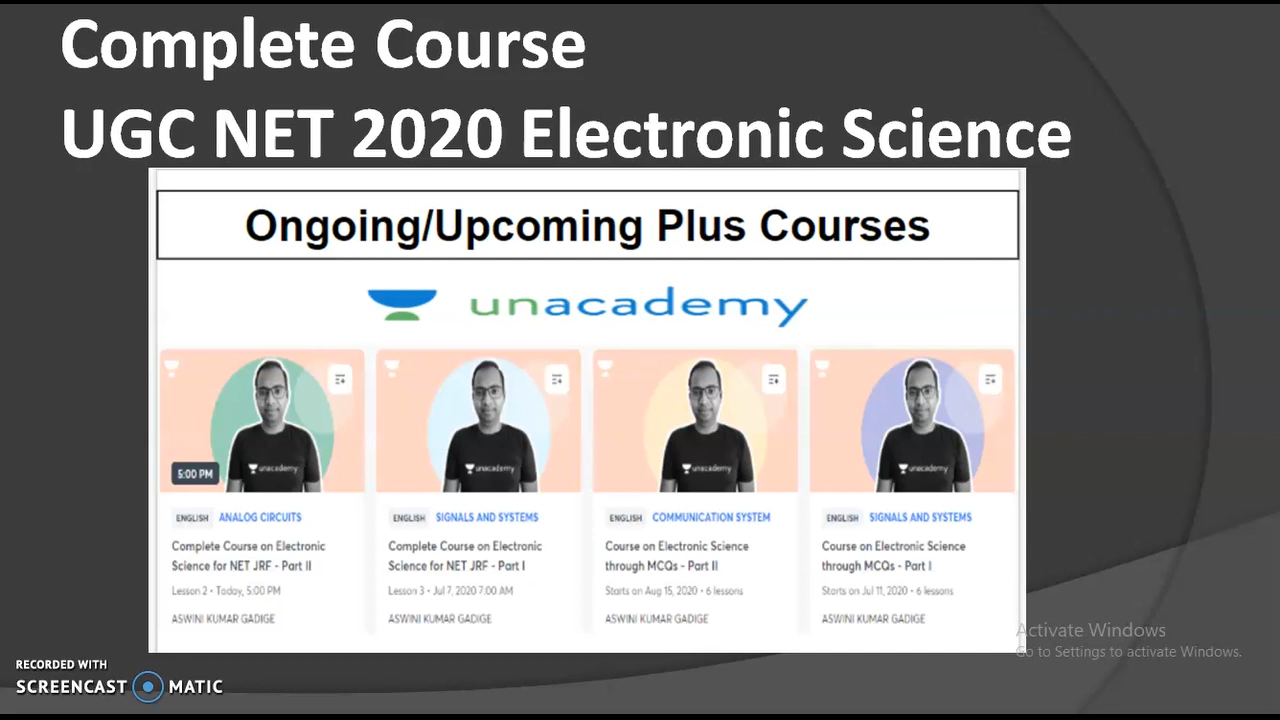 Complete Course
UGC NET 2020 Electronic Science
Ongoing/Upcoming Plus Courses
unacademy
unacademy
unacademy
unacademy
unacademy
5:00 PM
ENGLISH ANALOG CIRCUITS
Complete Course on Electronic
Science for NET JRF - Part II
Lesson 2 • Today, 5:00 PM
ASWINI KUMAR GADIGE
ENGLISH SIGNALS AND SYSTEMS
Complete Course on Electronic
Science for NET JRF - Part I
Lesson 3 • Jul 7, 2020 7:00 AM
ASWINI KUMAR GADIGE
ENGLISH COMMUNICATION SYSTEM
Course on Electronic Science
through MCQs - Part II
Starts on Aug 15, 2020 • 6 lessons
ASWINI KUMAR GADIGE
ENGLISH SIGNALS AND SYSTEMS
Course on Electronic Science
through MCQs - Part I
Starts on Jul 11, 2020 • 6 lessons
ASWINI KUMAR GADIGE
Activate Windows
Go to Settings to activate Windows.
RECORDED WITH
SCREENCAST MATIC